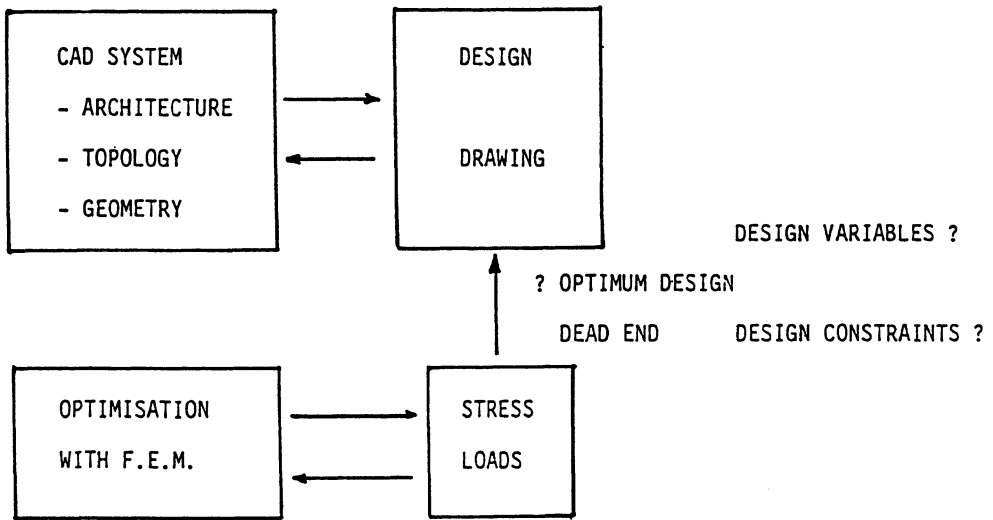 CAD SYSTEM
- ARCHITECTURE
- TOPOLOGY
- GEOMETRY
DESIGN
DRAWING
DESIGN VARIABLES ?
? OPTIMUM DESIGN
DEAD END
DESIGN CONSTRAINTS ?
OPTIMISATION
WITH F.E.M.
STRESS
LOADS